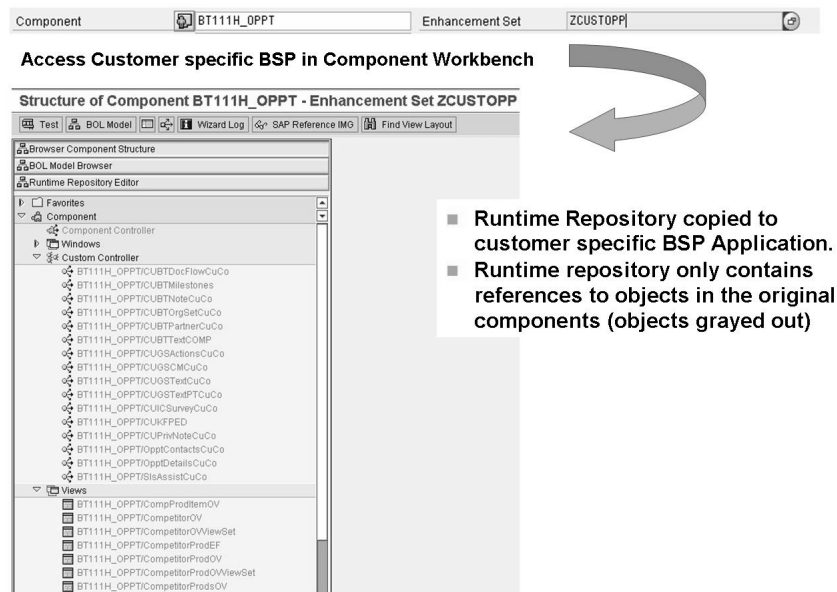 Component BT111H_OPPT Enhancement Set ZCUSTOPP
Access Customer specific BSP in Component Workbench
Structure of Component BT111H_OPPT - Enhancement Set ZCUSTOPP
Test BOL Model Wizard Log SAP Reference IMG Find View Layout
Browser Component Structure
BOL Model Browser
Runtime Repository Editor
Favorites
Component
Component Controller
Windows
Custom Controller
BT111H_OPPT/CUBTDocFlowCuCo
BT111H_OPPT/CUBTMilestones
BT111H_OPPT/CUBTNoteCuCo
BT111H_OPPT/CUBTOrgSetCuCo
BT111H_OPPT/CUBTPartnerCuCo
BT111H_OPPT/CUBTTextCOMP
BT111H_OPPT/CUGSActionsCuCo
BT111H_OPPT/CUGSCMCuCo
BT111H_OPPT/CUGSTextCuCo
BT111H_OPPT/CUGSTextPTCuCo
BT111H_OPPT/CUICSurveyCuCo
BT111H_OPPT/CUKFPED
BT111H_OPPT/CUPrivNoteCuCo
BT111H_OPPT/OpptContactsCuCo
BT111H_OPPT/OpptDetailsCuCo
BT111H_OPPT/SlsAssistCuCo
Views
BT111H_OPPT/CompProdItemOV
BT111H_OPPT/CompetitorOV
BT111H_OPPT/CompetitorOVViewSet
BT111H_OPPT/CompetitorProdEF
BT111H_OPPT/CompetitorProdOV
BT111H_OPPT/CompetitorProdOVViewSet
BT111H_OPPT/CompetitorProdsOV
Runtime Repository copied to
customer specific BSP Application.
Runtime repository only contains
references to objects in the original
components (objects grayed out)